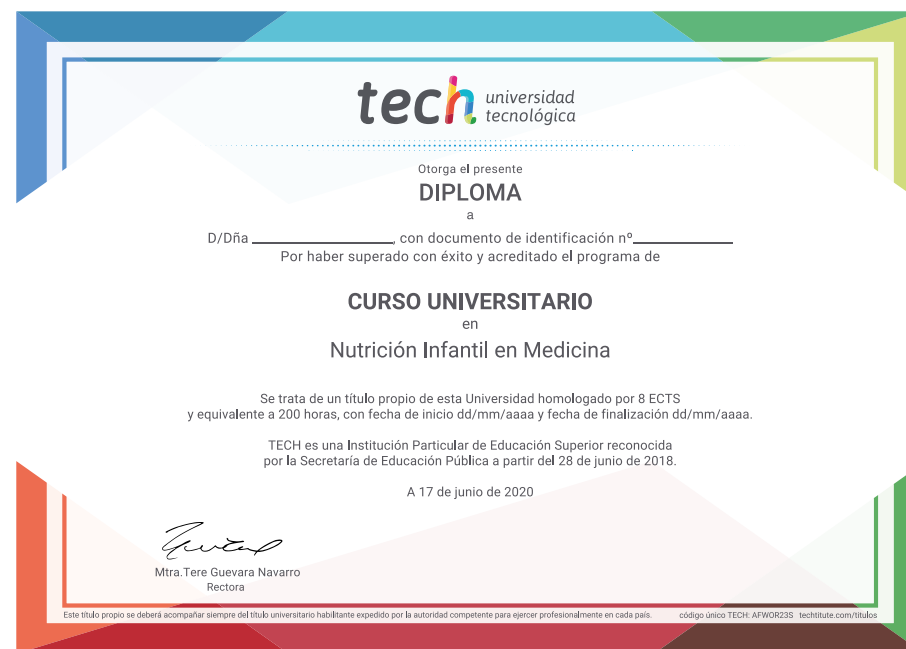 tech universidad
tecnológica
Otorga el presente
DIPLOMA
a
D/Dña ____________________, con documento de identificación nº______________
Por haber superado con éxito y acreditado el programa de
CURSO UNIVERSITARIO
en
Nutrición Infantil en Medicina
Se trata de un título propio de esta Universidad homologado por 8 ECTS
y equivalente a 200 horas, con fecha de inicio dd/mm/aaaa y fecha de finalización dd/mm/aaaa.
TECH es una Institución Particular de Educación Superior reconocida
por la Secretaría de Educación Pública a partir del 28 de junio de 2018.
A 17 de junio de 2020
Mtra.Tere Guevara Navarro
Rectora
Este título propio se deberá acompañar siempre del título universitario habilitante expedido por la autoridad competente para ejercer profesionalmente en cada país. código único TECH: AFWOR23S techtitute.com/titulos